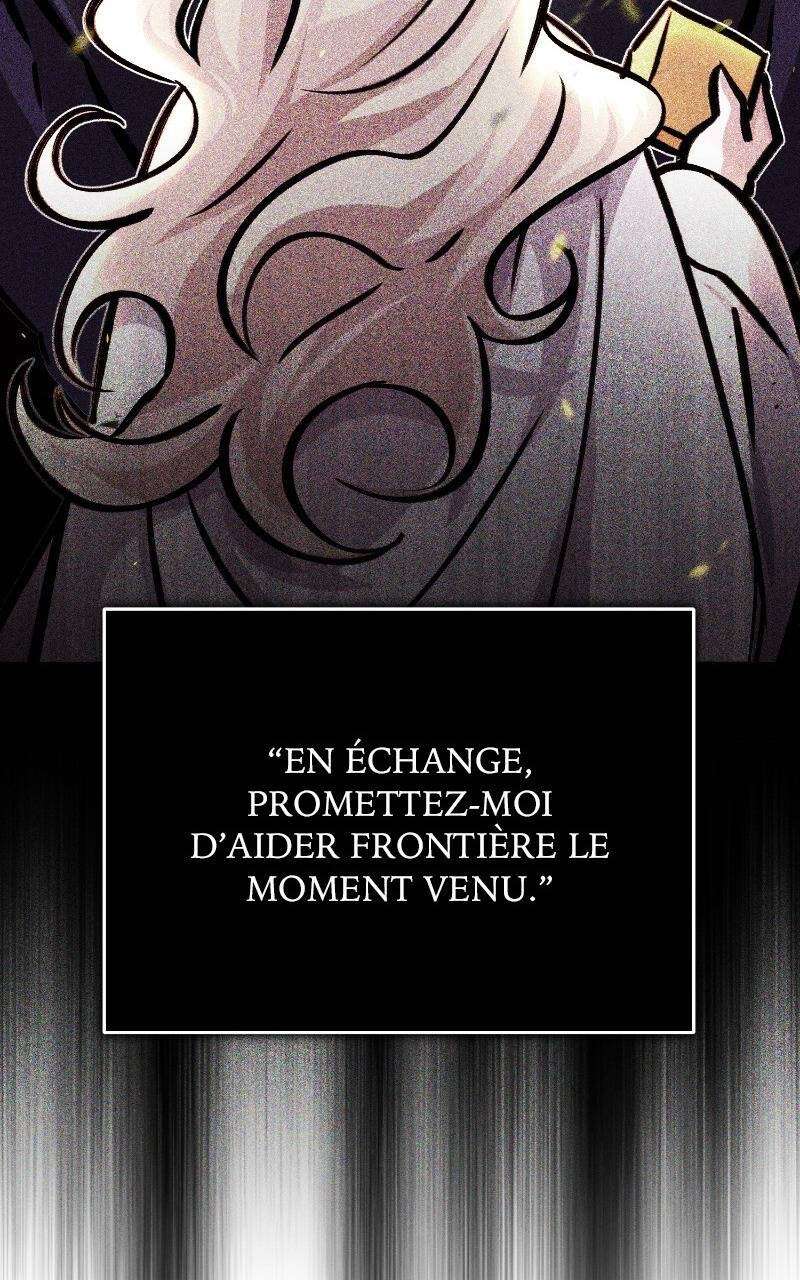 “EN ÉCHANGE,
PROMETTEZ-MOI
D’AIDER FRONTIÈRE LE
MOMENT VENU.”